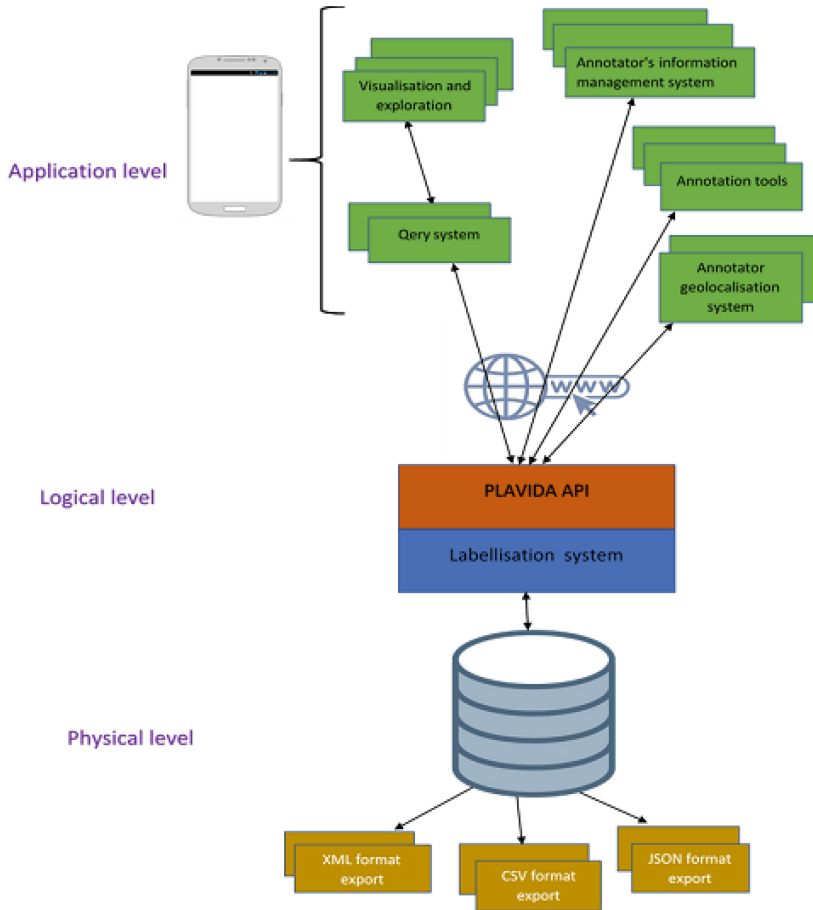 Annotator's information
management system
Visualisation and
exploration
Application level
Annotation tools
Qery system
Annotator
geolocalisation
system
WWW
Logical level
PLAVIDA API
Labellisation system
Physical level
XML format
export
CSV format
export
JSON format
export